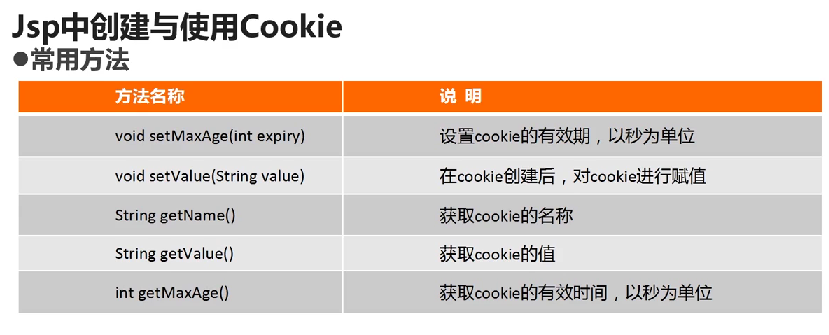 Jsp中创建与使用Cookie
●常用方法
方法名称 说 明
void setMaxAge(int expiry) 设置cookie的有效期，以秒为单位
void setValue(String value) 在cookie创建后，对cookie进行赋值
String getName() 获取cookie的名称
String getValue() 获取cookie的值
int getMaxAge() 获取cookie的有效时间，以秒为单位